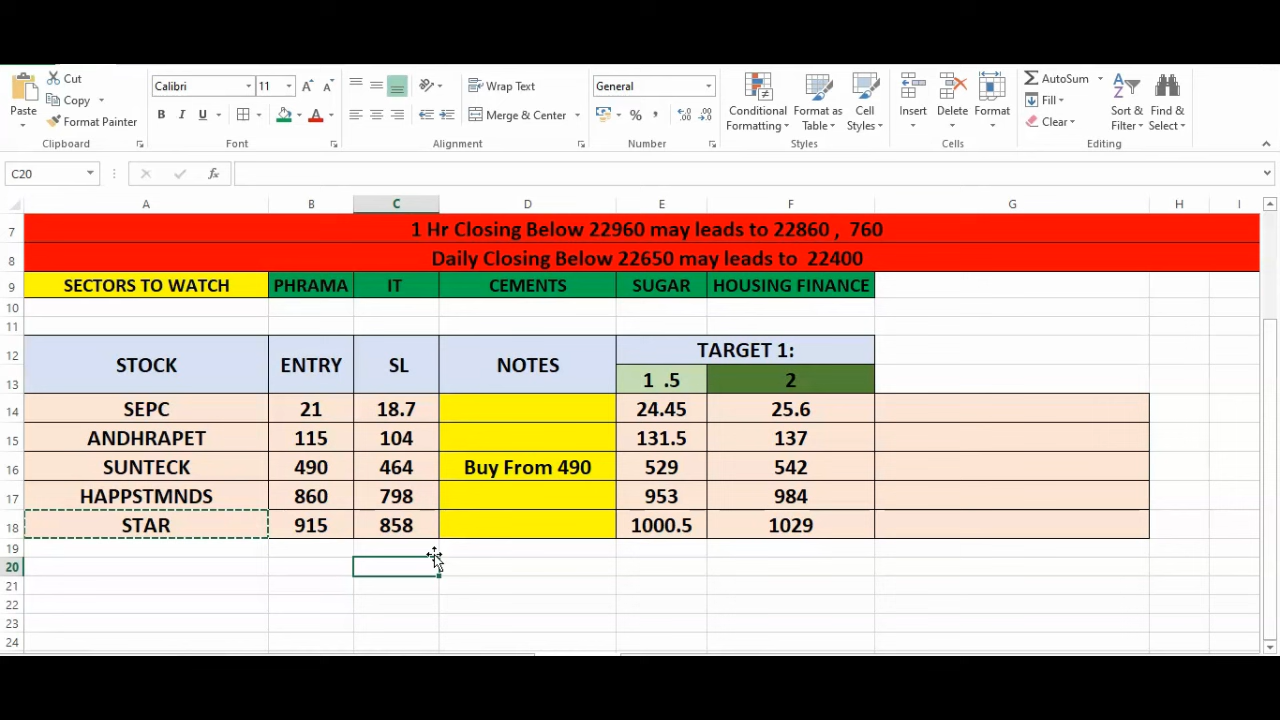 Cut
Calibri 11 A A Wrap Text General AutoSum
Copy Fill
Paste Format Painter B I U A Merge & Center % , Conditional Formatting Format as Table Cell Styles Insert Delete Format Clear Sort & Filter Find & Select
Clipboard Font Alignment Number Styles Cells Editing
C20 fx
A B C D E F G H I
7 1 Hr Closing Below 22960 may leads to 22860 , 760
8 Daily Closing Below 22650 may leads to 22400
9 SECTORS TO WATCH PHRAMA IT CEMENTS SUGAR HOUSING FINANCE
10
11
12 STOCK ENTRY SL NOTES TARGET 1:
13 1 .5 2
14 SEPC 21 18.7 24.45 25.6
15 ANDHRAPET 115 104 131.5 137
16 SUNTECK 490 464 Buy From 490 529 542
17 HAPPSTMNDS 860 798 953 984
18 STAR 915 858 1000.5 1029
19
20
21
22
23
24